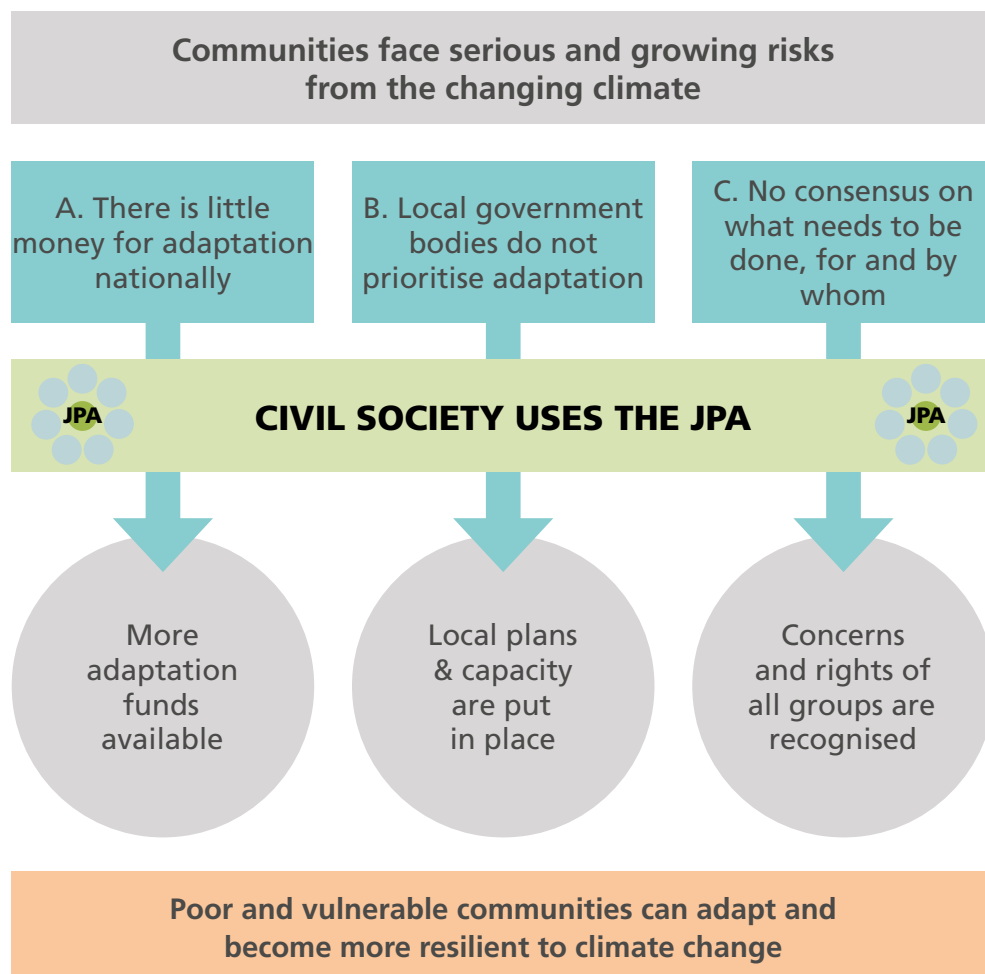 Communities face serious and growing risks
from the changing climate
A. There is little
money for adaptation
nationally
B. Local government
bodies do not
prioritise adaptation
C. No consensus on
what needs to be
done, for and by
whom
JPA
CIVIL SOCIETY USES THE JPA
JPA
More
adaptation
funds
available
Local plans
& capacity
are put
in place
Concerns
and rights of
all groups are
recognised
Poor and vulnerable communities can adapt and
become more resilient to climate change